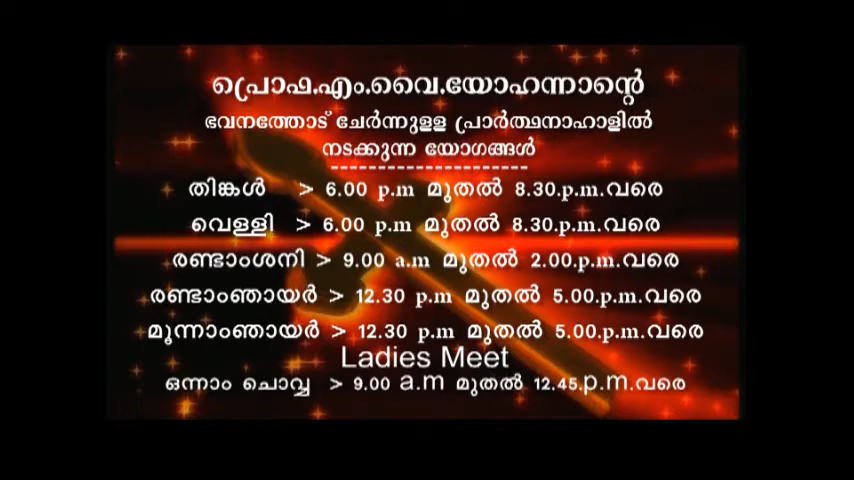 പ്രൊഫ.എം.വൈ.യോഹന്നാന്റെ
ഭവനത്തോട് ചേർന്നുളള പ്രാർത്ഥനാഹാളിൽ
നടക്കുന്ന യോഗങ്ങൾ
--------------------
തിങ്കൾ > 6.00 p.m മുതൽ 8.30.p.m.വരെ
വെള്ളി > 6.00 p.m മുതൽ 8.30.p.m.വരെ
രണ്ടാംശനി > 9.00 a.m മുതൽ 2.00.p.m.വരെ
രണ്ടാംഞായർ > 12.30 p.m മുതൽ 5.00.p.m.വരെ
മൂന്നാംഞായർ > 12.30 p.m മുതൽ 5.00.p.m.വരെ
Ladies Meet
ഒന്നാം ചൊവ്വ > 9.00 a.m മുതൽ 12.45.p.m.വരെ